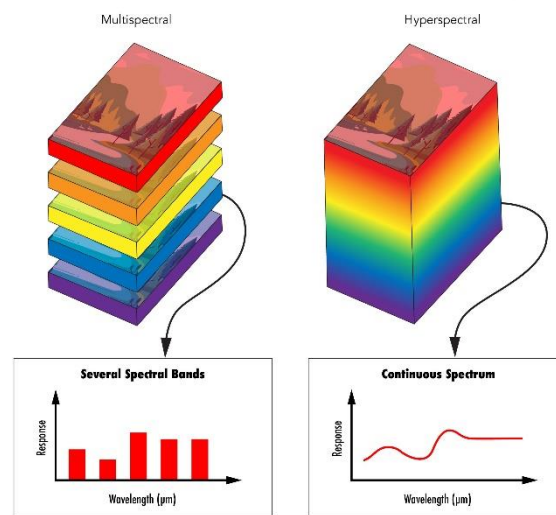 Multispectral
Hyperspectral
Several Spectral Bands
Response
Wavelength (µm)
Continuous Spectrum
Response
Wavelength (µm)